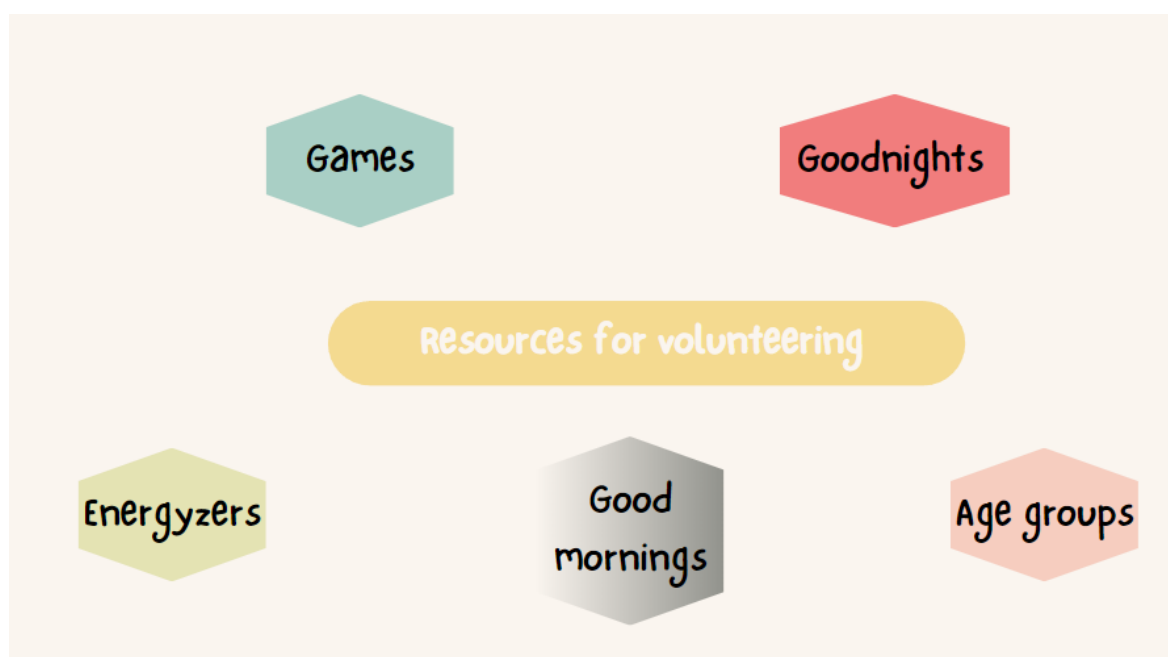 Games
Goodnights
Resources for volunteering
Energyzers
Good
mornings
Age groups